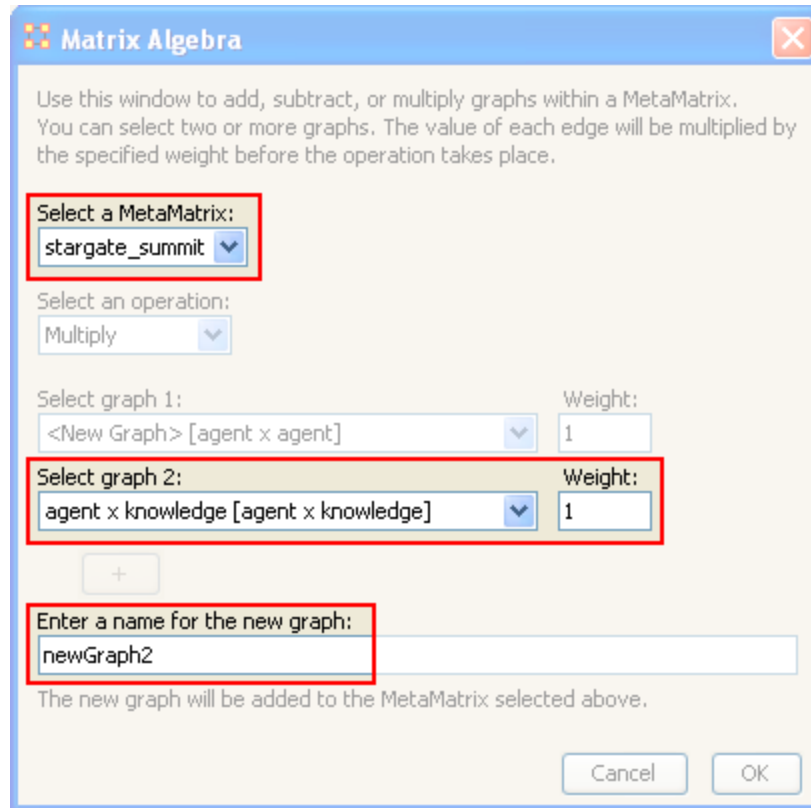 Matrix Algebra
Use this window to add, subtract, or multiply graphs within a MetaMatrix.
You can select two or more graphs. The value of each edge will be multiplied by
the specified weight before the operation takes place.
Select a MetaMatrix:
stargate_summit
Select an operation:
Multiply
Select graph 1: Weight:
<New Graph> [agent x agent] 1
Select graph 2: Weight:
agent x knowledge [agent x knowledge] 1
+
Enter a name for the new graph:
newGraph2
The new graph will be added to the MetaMatrix selected above.
Cancel OK